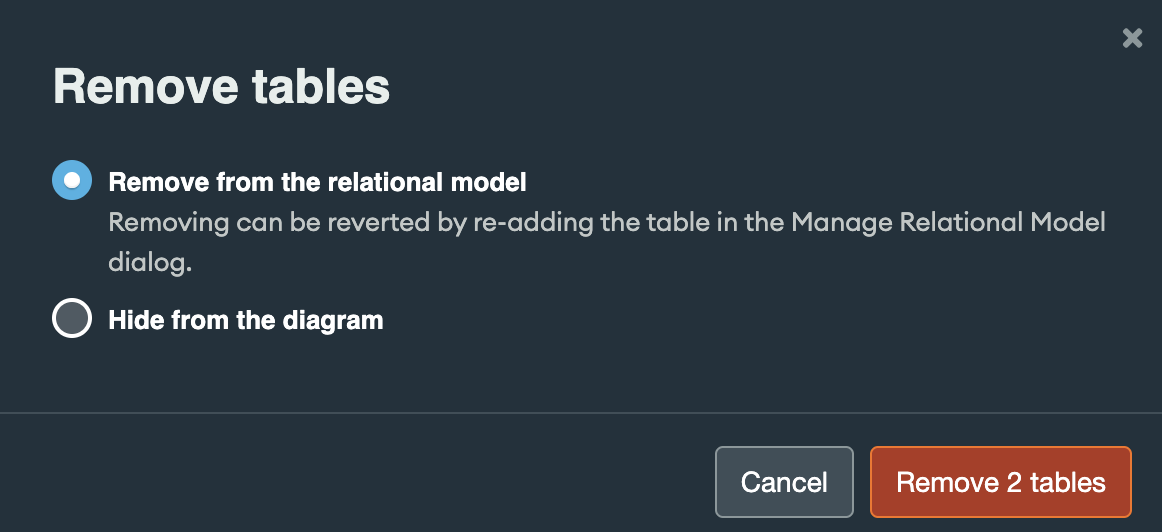 Remove tables
Remove from the relational model
Removing can be reverted by re-adding the table in the Manage Relational Model
dialog.
Hide from the diagram
Cancel
Remove 2 tables